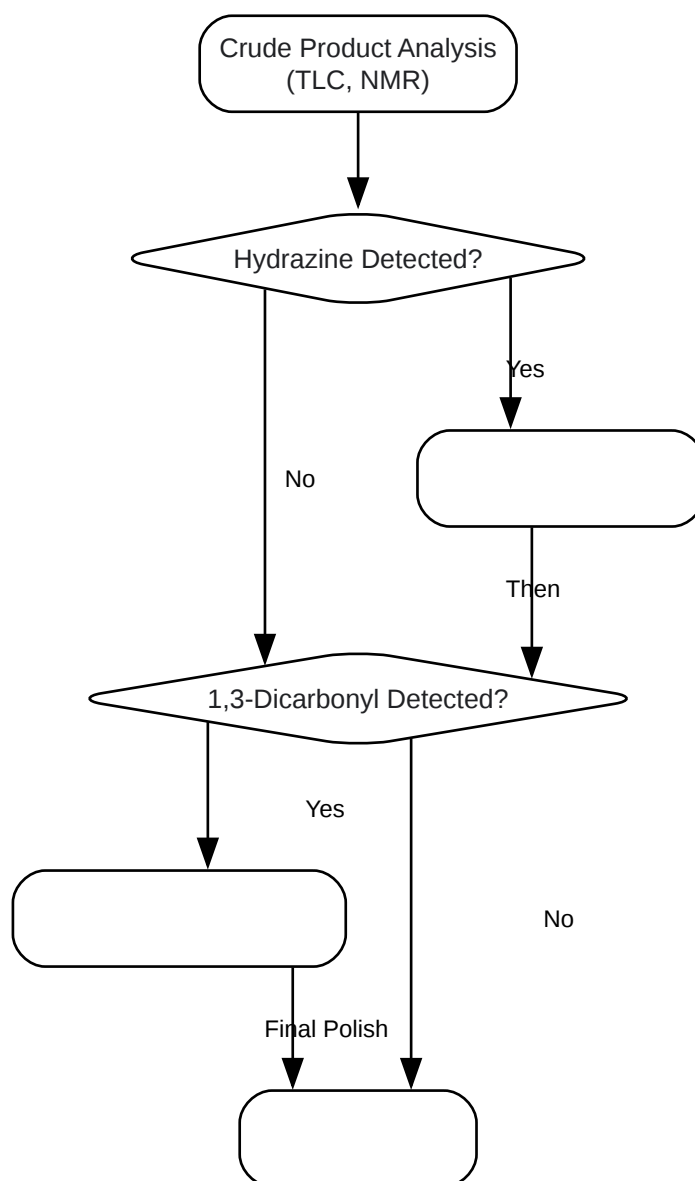 Crude Product Analysis
(TLC, NMR)
Hydrazine Detected?
Yes
No
Then
1,3-Dicarbonyl Detected?
Yes
No
Final Polish